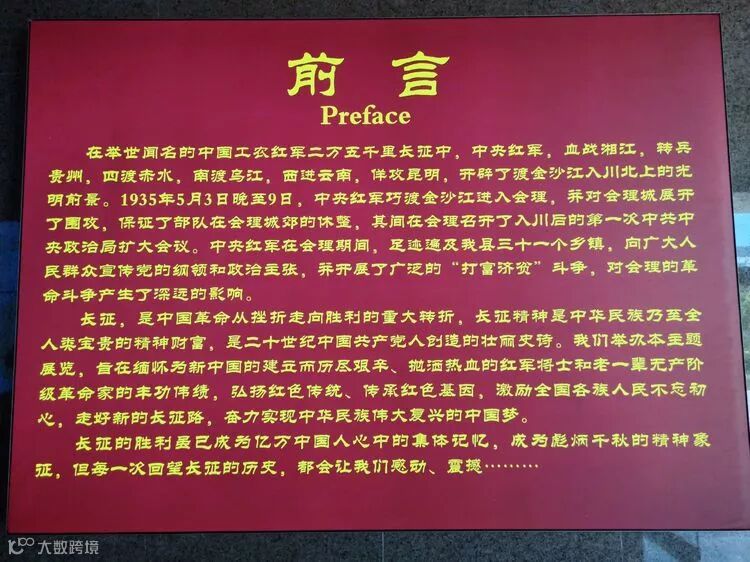 前言
Preface
在举世闻名的中国工农红军二万五千里长征中，中央红军，血战湘江，转兵
贵州，四渡赤水，南渡乌江，西进云南，佯攻昆明，开辟了渡金沙江入川北上的光
明前景。1935年5月3日晚至9日，中央红军巧渡金沙江进入会理，并对会理城展开
了围攻，保证了部队在会理城郊的休整，其间在会理召开了入川后的第一次中共中
央政治局扩大会议。中央红军在会理期间，足迹遍及我县三十一个乡镇，向广大人
民群众宣传党的纲领和政治主张，并开展了广泛的“打富济贫”斗争，对会理的革
命斗争产生了深远的影响。
长征，是中国革命从挫折走向胜利的重大转折，长征精神是中华民族乃至全
人类宝贵的精神财富，是二十世纪中国共产党人创造的壮丽史诗。我们举办本主题
展览，旨在缅怀为新中国的建立而历尽艰辛、抛洒热血的红军将士和老一辈无产阶
级革命家的丰功伟绩，弘扬红色传统、传承红色基因，激励全国各族人民不忘初
心，走好新的长征路，奋力实现中华民族伟大复兴的中国梦。
长征的胜利虽已成为亿万中国人心中的集体记忆，成为彪炳千秋的精神象
征，但每一次回望长征的历史，都会让我们感动、震撼………
大数跨境